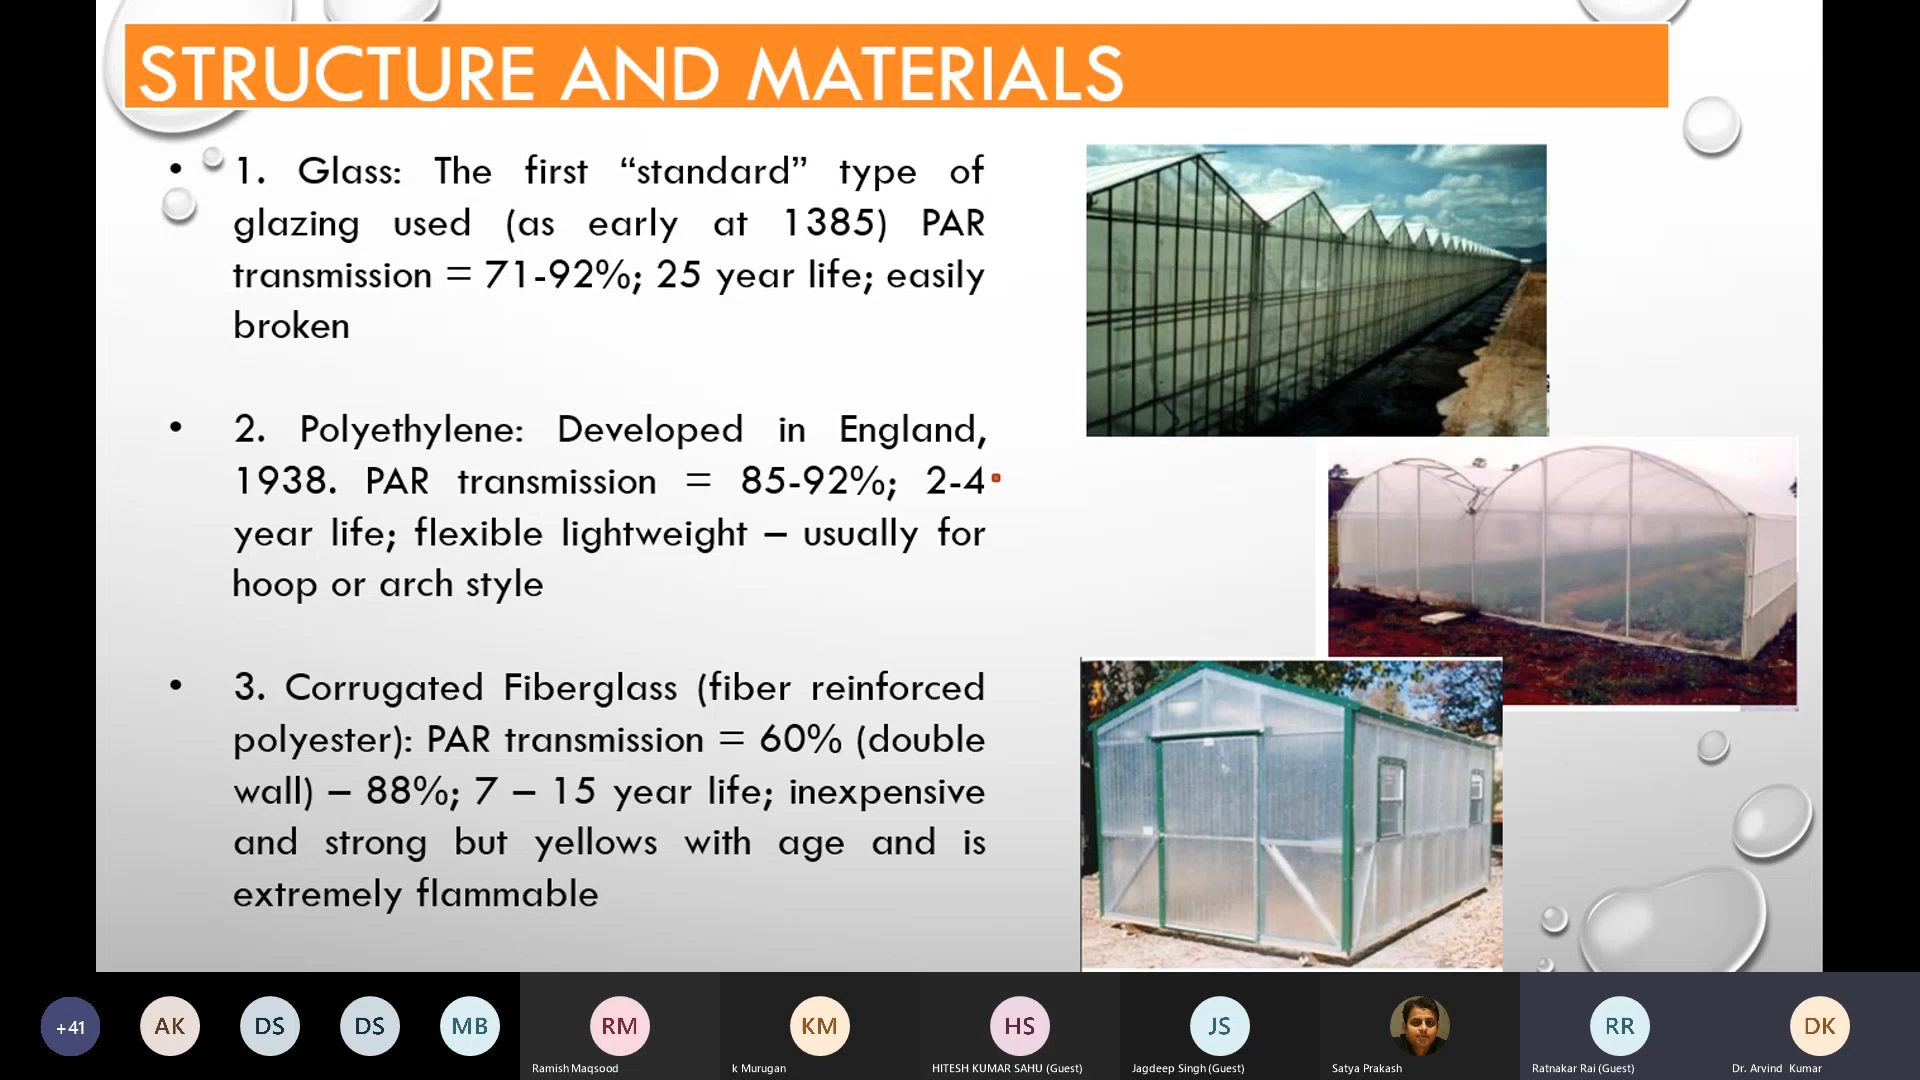 STRUCTURE AND MATERIALS
• 1. Glass: The first “standard” type of
glazing used (as early at 1385) PAR
transmission = 71-92%; 25 year life; easily
broken
• 2. Polyethylene: Developed in England,
1938. PAR transmission = 85-92%; 2-4
year life; flexible lightweight – usually for
hoop or arch style
• 3. Corrugated Fiberglass (fiber reinforced
polyester): PAR transmission = 60% (double
wall) – 88%; 7 – 15 year life; inexpensive
and strong but yellows with age and is
extremely flammable
+41 AK DS DS MB RM KM HS JS RR DK
Ramish Maqsood k Murugan HITESH KUMAR SAHU (Guest) Jagdeep Singh (Guest) Satya Prakash Ratnakar Rai (Guest) Dr. Arvind Kumar